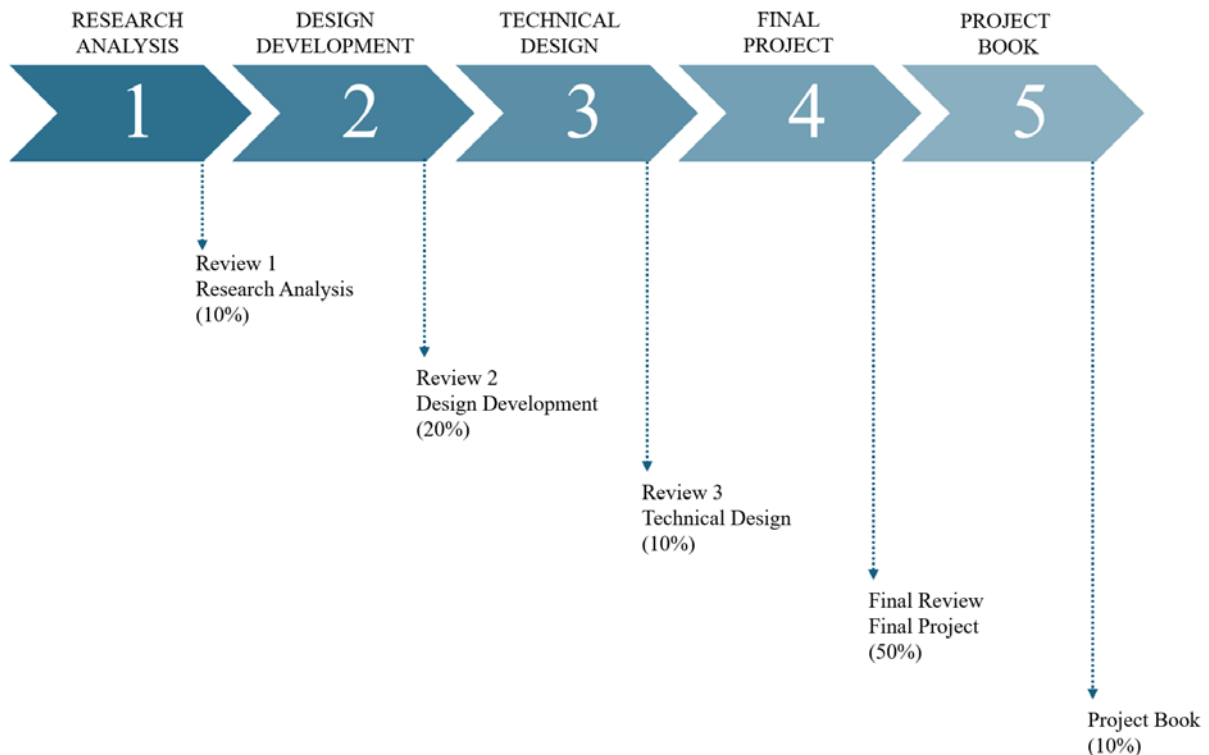 RESEARCH
ANALYSIS
DESIGN
DEVELOPMENT
TECHNICAL
DESIGN
FINAL
PROJECT
PROJECT
BOOK
1
2
3
4
5
Review 1
Research Analysis
(10%)
Review 2
Design Development
(20%)
Review 3
Technical Design
(10%)
Final Review
Final Project
(50%)
Project Book
(10%)